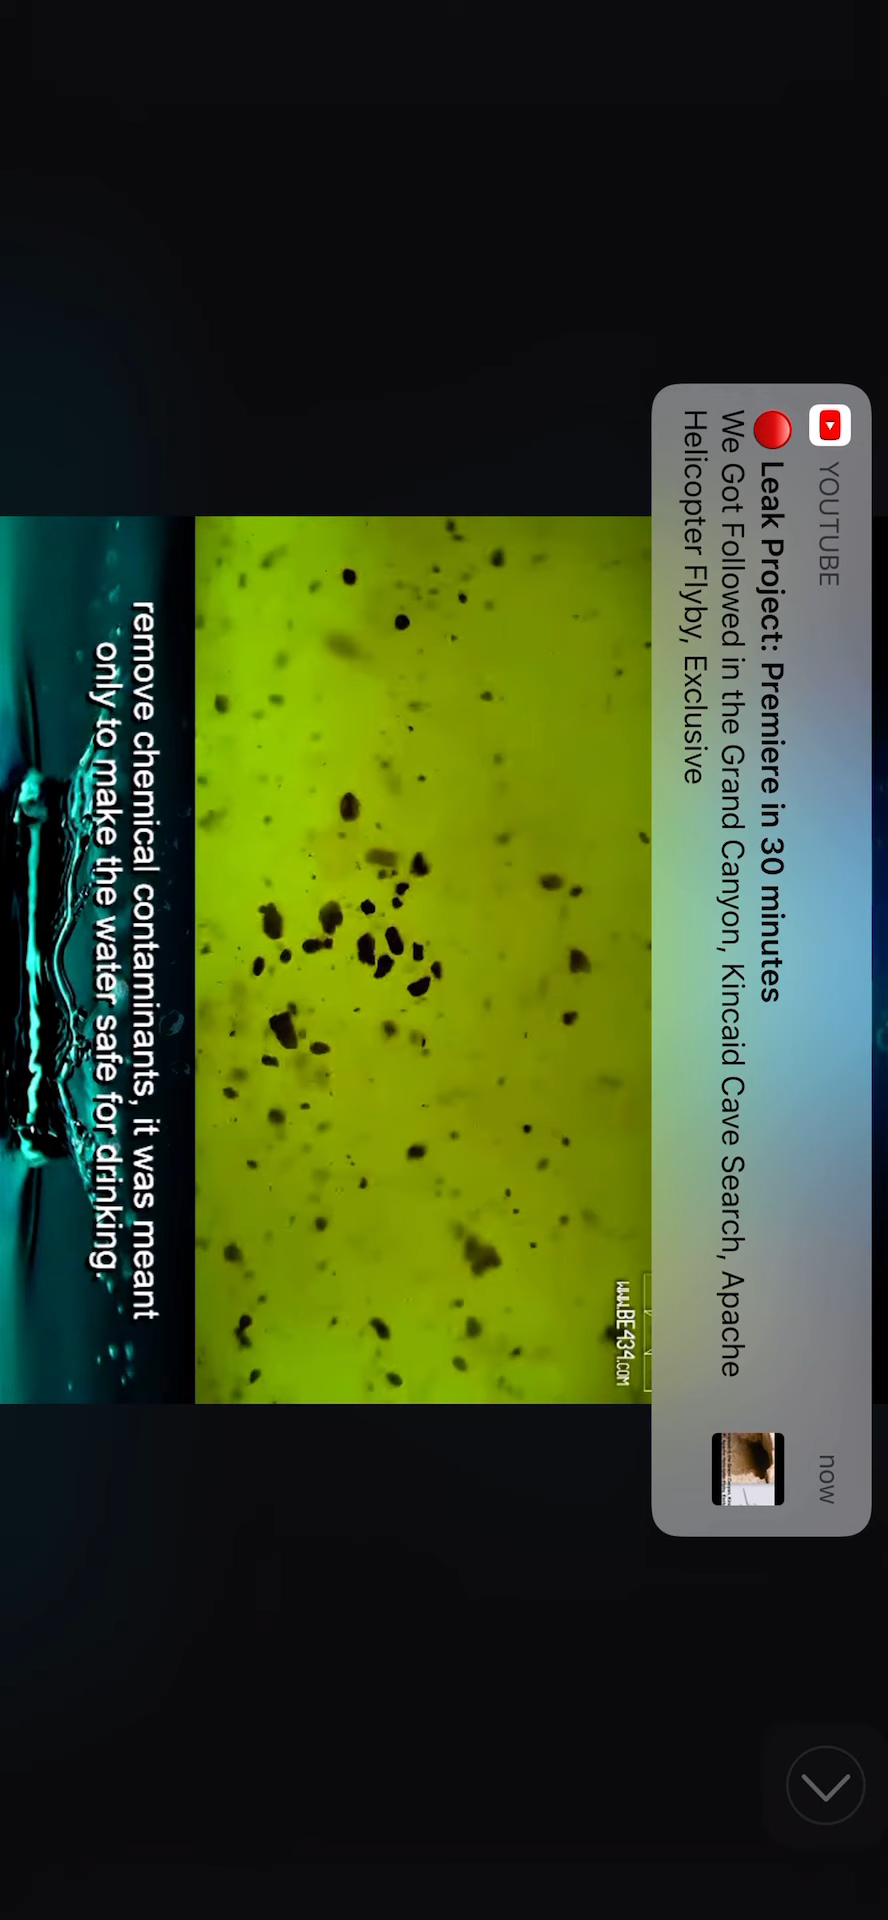 YOUTUBE
now
🔴 Leak Project: Premiere in 30 minutes
We Got Followed in the Grand Canyon, Kincaid Cave Search, Apache
Helicopter Flyby, Exclusive
www.BE434.com
remove chemical contaminants, it was meant
only to make the water safe for drinking.